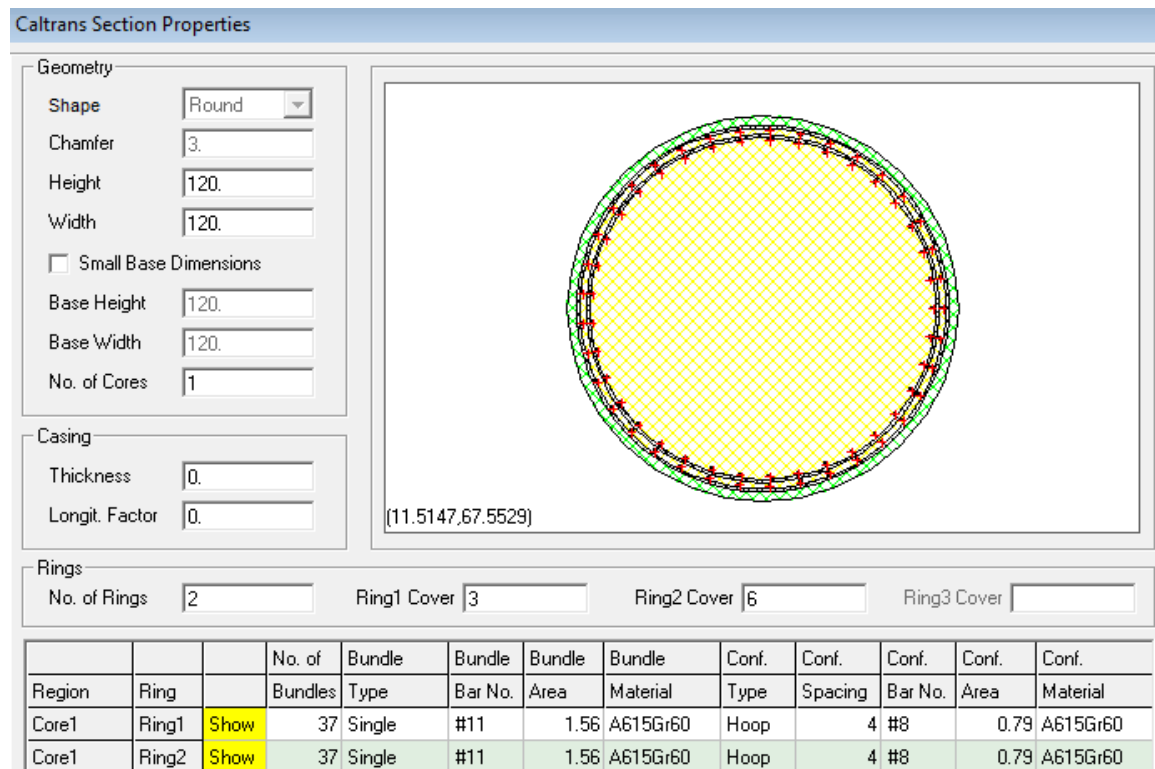 Caltrans Section Properties
Geometry
Shape Round
Chamfer 3.
Height 120.
Width 120.
Small Base Dimensions
Base Height 120.
Base Width 120.
No. of Cores 1
Casing
Thickness 0.
Longit. Factor 0.
(11.5147,67.5529)
Rings
No. of Rings 2 Ring1 Cover 3 Ring2 Cover 6 Ring3 Cover
No. of Bundle Bundle Bundle Bundle Conf. Conf. Conf. Conf. Conf.
Region Ring Bundles Type Bar No. Area Material Type Spacing Bar No. Area Material
Core1 Ring1 Show 37 Single #11 1.56 A615Gr60 Hoop 4 #8 0.79 A615Gr60
Core1 Ring2 Show 37 Single #11 1.56 A615Gr60 Hoop 4 #8 0.79 A615Gr60